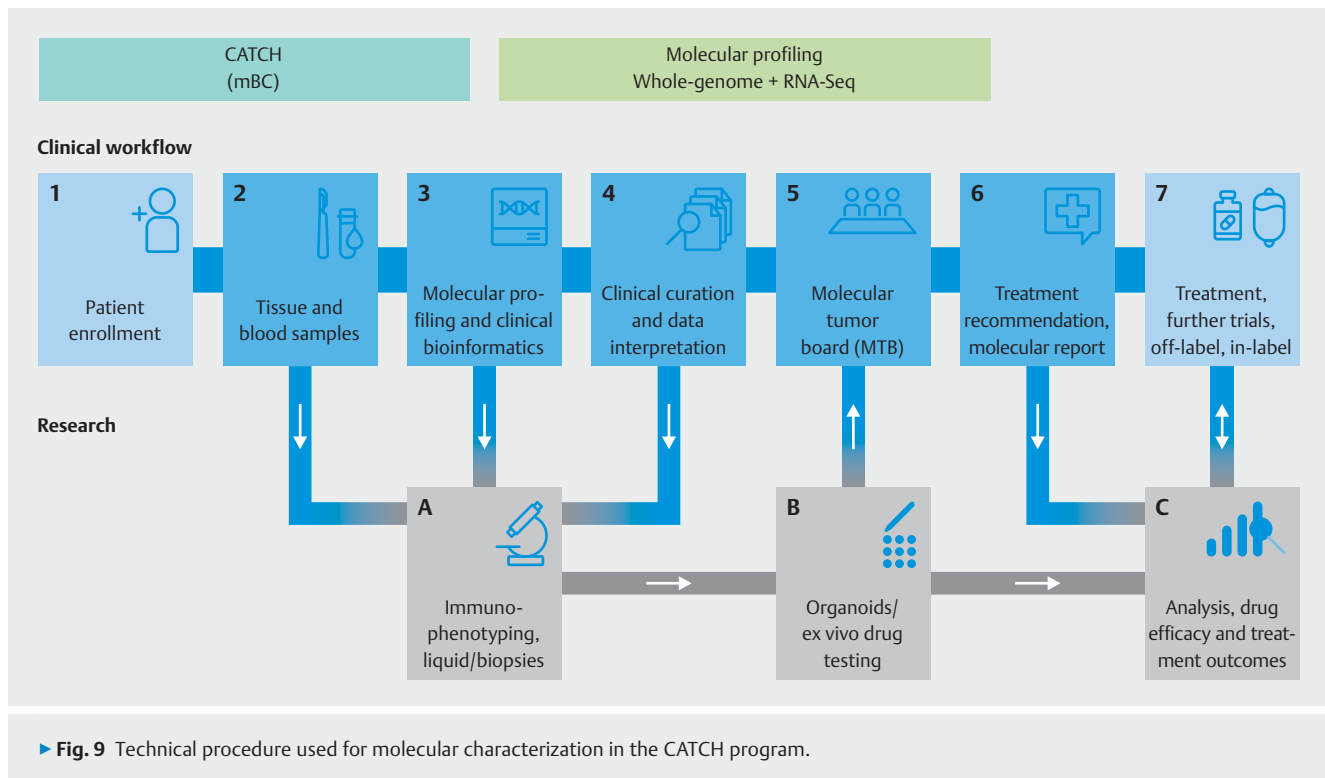 CATCH
(mBC)
Molecular profiling
Whole-genome + RNA-Seq
Clinical workflow
1
Patient
enrollment
2
Tissue and
blood samples
3
Molecular pro-
filing and clinical
bioinformatics
4
Clinical curation
and data
interpretation
5
Molecular
tumor
board (MTB)
6
Treatment
recommendation,
molecular report
7
Treatment,
further trials,
off-label, in-label
Research
A
Immuno-
phenotyping,
liquid/biopsies
B
Organoids/
ex vivo drug
testing
C
Analysis, drug
efficacy and treat-
ment outcomes
▶ Fig. 9 Technical procedure used for molecular characterization in the CATCH program.